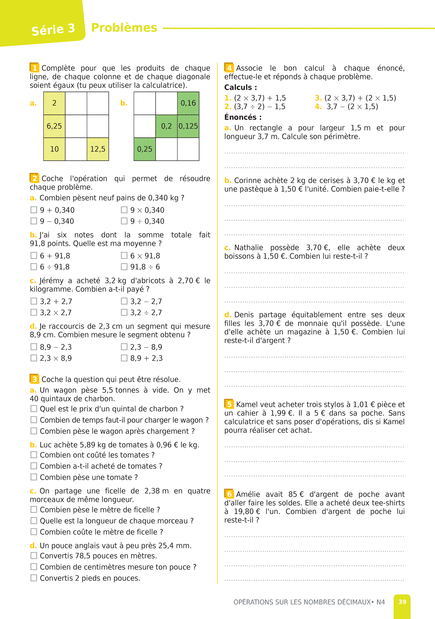 Série 3
Problèmes
1 Complète pour que les produits de chaque
ligne, de chaque colonne et de chaque diagonale
soient égaux (tu peux utiliser la calculatrice).
a.
2
6,25
10
12,5
b.
0,16
0,2
0,125
0,25
2 Coche l'opération qui permet de résoudre
chaque problème.
a. Combien pèsent neuf pains de 0,340 kg ?
9 + 0,340
9 × 0,340
9 − 0,340
9 ÷ 0,340
b. J'ai six notes dont la somme totale fait
91,8 points. Quelle est ma moyenne ?
6 + 91,8
6 × 91,8
6 ÷ 91,8
91,8 ÷ 6
c. Jérémy a acheté 3,2 kg d'abricots à 2,70 € le
kilogramme. Combien a-t-il payé ?
3,2 + 2,7
3,2 − 2,7
3,2 × 2,7
3,2 ÷ 2,7
d. Je raccourcis de 2,3 cm un segment qui mesure
8,9 cm. Combien mesure le segment obtenu ?
8,9 − 2,3
2,3 − 8,9
2,3 × 8,9
8,9 + 2,3
3 Coche la question qui peut être résolue.
a. Un wagon pèse 5,5 tonnes à vide. On y met
40 quintaux de charbon.
Quel est le prix d'un quintal de charbon ?
Combien de temps faut-il pour charger le wagon ?
Combien pèse le wagon après chargement ?
b. Luc achète 5,89 kg de tomates à 0,96 € le kg.
Combien ont coûté les tomates ?
Combien a-t-il acheté de tomates ?
Combien pèse une tomate ?
c. On partage une ficelle de 2,38 m en quatre
morceaux de même longueur.
Combien pèse le mètre de ficelle ?
Quelle est la longueur de chaque morceau ?
Combien coûte le mètre de ficelle ?
d. Un pouce anglais vaut à peu près 25,4 mm.
Convertis 78,5 pouces en mètres.
Combien de centimètres mesure ton pouce ?
Convertis 2 pieds en pouces.
4 Associe le bon calcul à chaque énoncé,
effectue-le et réponds à chaque problème.
Calculs :
1. (2 × 3,7) + 1,5
3. (2 × 3,7) + (2 × 1,5)
2. (3,7 ÷ 2) − 1,5
4. 3,7 − (2 × 1,5)
Énoncés :
a. Un rectangle a pour largeur 1,5 m et pour
longueur 3,7 m. Calcule son périmètre.
b. Corinne achète 2 kg de cerises à 3,70 € le kg et
une pastèque à 1,50 € l'unité. Combien paie-t-elle ?
c. Nathalie possède 3,70 €, elle achète deux
boissons à 1,50 €. Combien lui reste-t-il ?
d. Denis partage équitablement entre ses deux
filles les 3,70 € de monnaie qu'il possède. L'une
d'elle achète un magazine à 1,50 €. Combien lui
reste-t-il d'argent ?
5 Kamel veut acheter trois stylos à 1,01 € pièce et
un cahier à 1,99 €. Il a 5 € dans sa poche. Sans
calculatrice et sans poser d'opérations, dis si Kamel
pourra réaliser cet achat.
6 Amélie avait 85 € d'argent de poche avant
d'aller faire les soldes. Elle a acheté deux tee-shirts
à 19,80 € l'un. Combien d'argent de poche lui
reste-t-il ?
OPÉRATIONS SUR LES NOMBRES DÉCIMAUX • N4
39